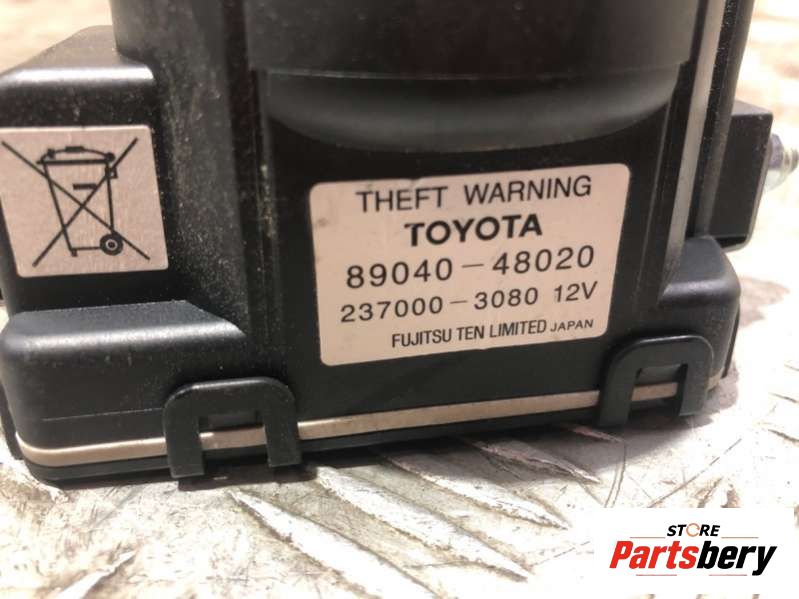 THEFT WARNING
TOYOTA
89040-48020
237000-3080 12V
FUJITSU TEN LIMITED JAPAN
STORE
Partsbery